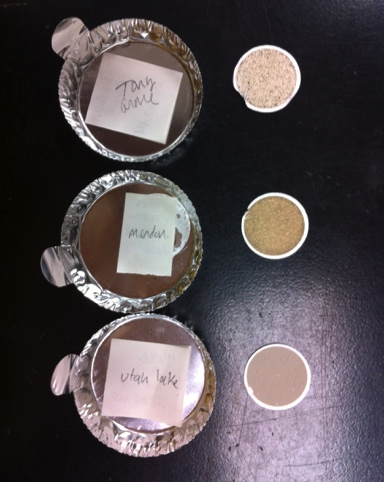 Tony
Grove
mendon.
utah lake